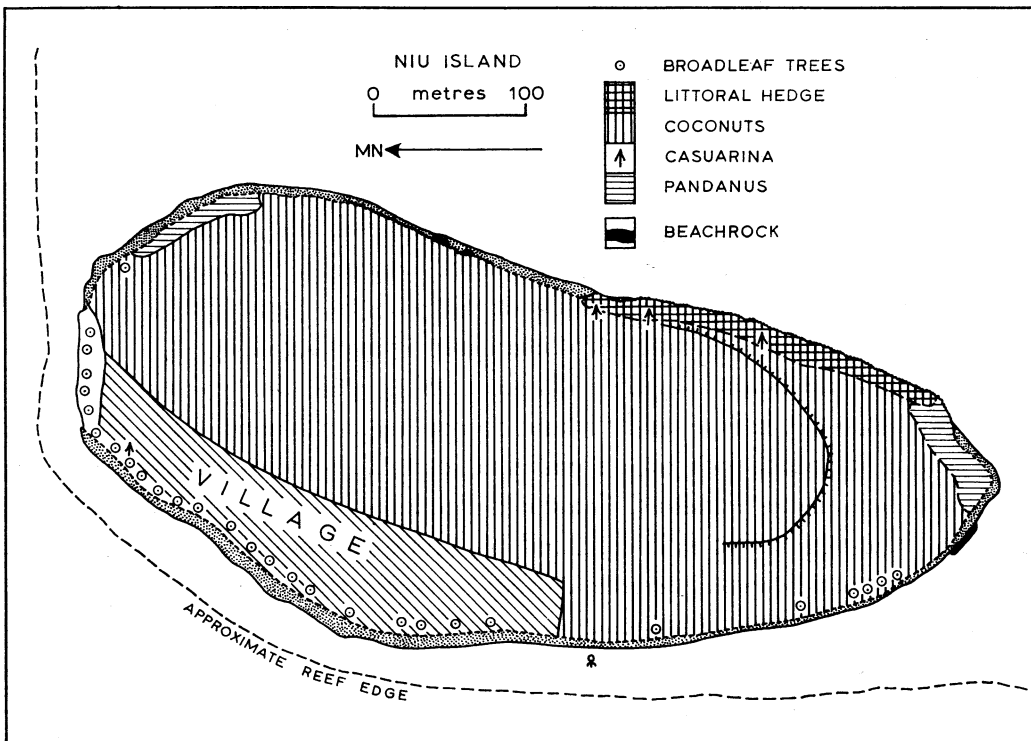 NIU ISLAND
0 metres 100
MN
BROADLEAF TREES
LITTORAL HEDGE
COCONUTS
CASUARINA
PANDANUS
BEACHROCK
VILLAGE
APPROXIMATE REEF EDGE